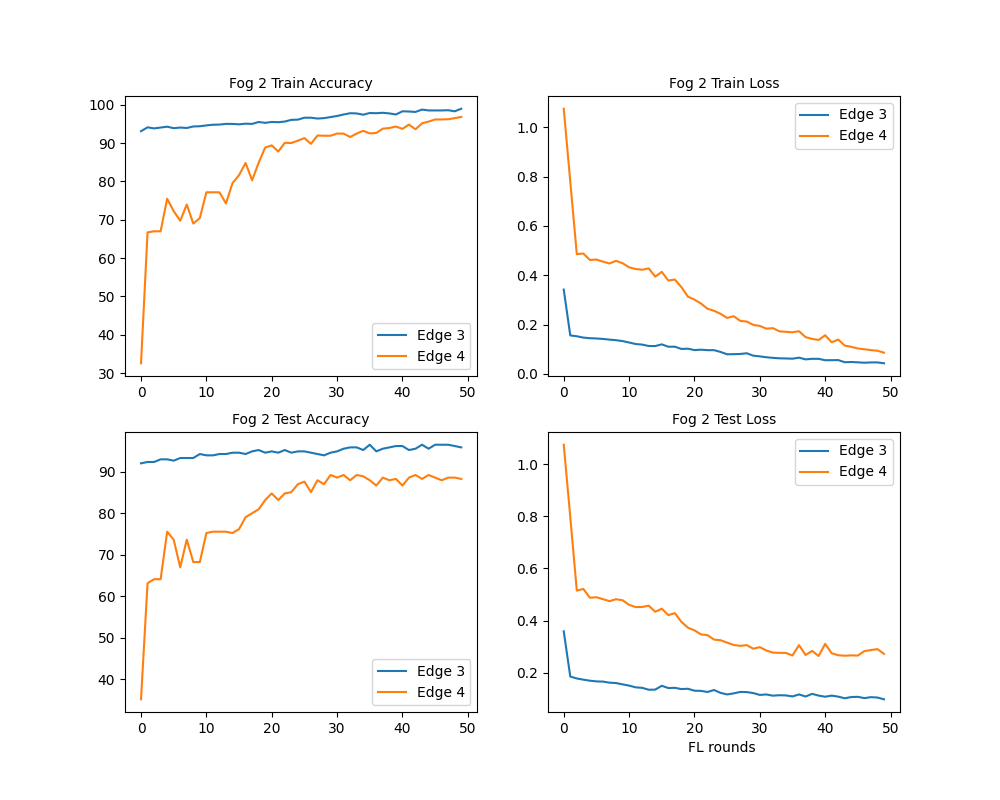 Fog 2 Train Accuracy
100
90
80
70
60
50
40
30
0 10 20 30 40 50
Edge 3
Edge 4
Fog 2 Train Loss
1.0
0.8
0.6
0.4
0.2
0.0
0 10 20 30 40 50
Edge 3
Edge 4
Fog 2 Test Accuracy
90
80
70
60
50
40
0 10 20 30 40 50
Edge 3
Edge 4
Fog 2 Test Loss
1.0
0.8
0.6
0.4
0.2
0 10 20 30 40 50
Edge 3
Edge 4
FL rounds